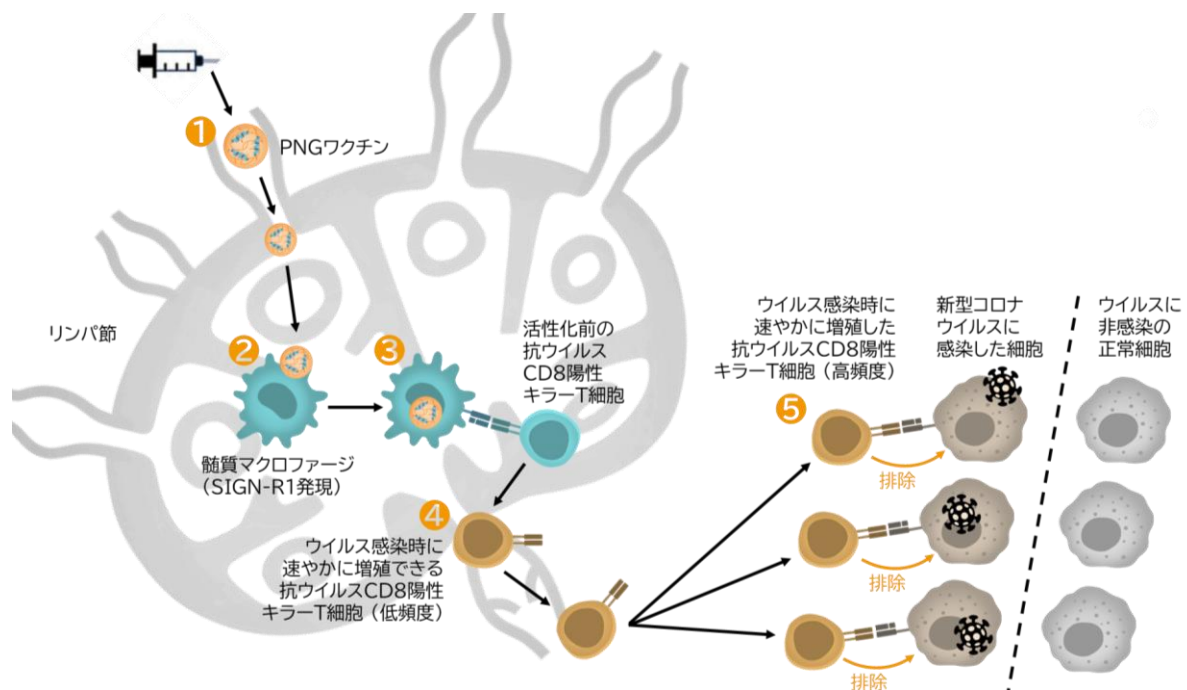 1
PNGワクチン
リンパ節
2
髄質マクロファージ
(SIGN-R1発現)
3
活性化前の
抗ウイルス
CD8陽性
キラーT細胞
4
ウイルス感染時に
速やかに増殖できる
抗ウイルスCD8陽性
キラーT細胞(低頻度)
ウイルス感染時に
速やかに増殖した
抗ウイルスCD8陽性
キラーT細胞(高頻度)
新型コロナ
ウイルスに
感染した細胞
ウイルスに
非感染の
正常細胞
5
排除
排除
排除